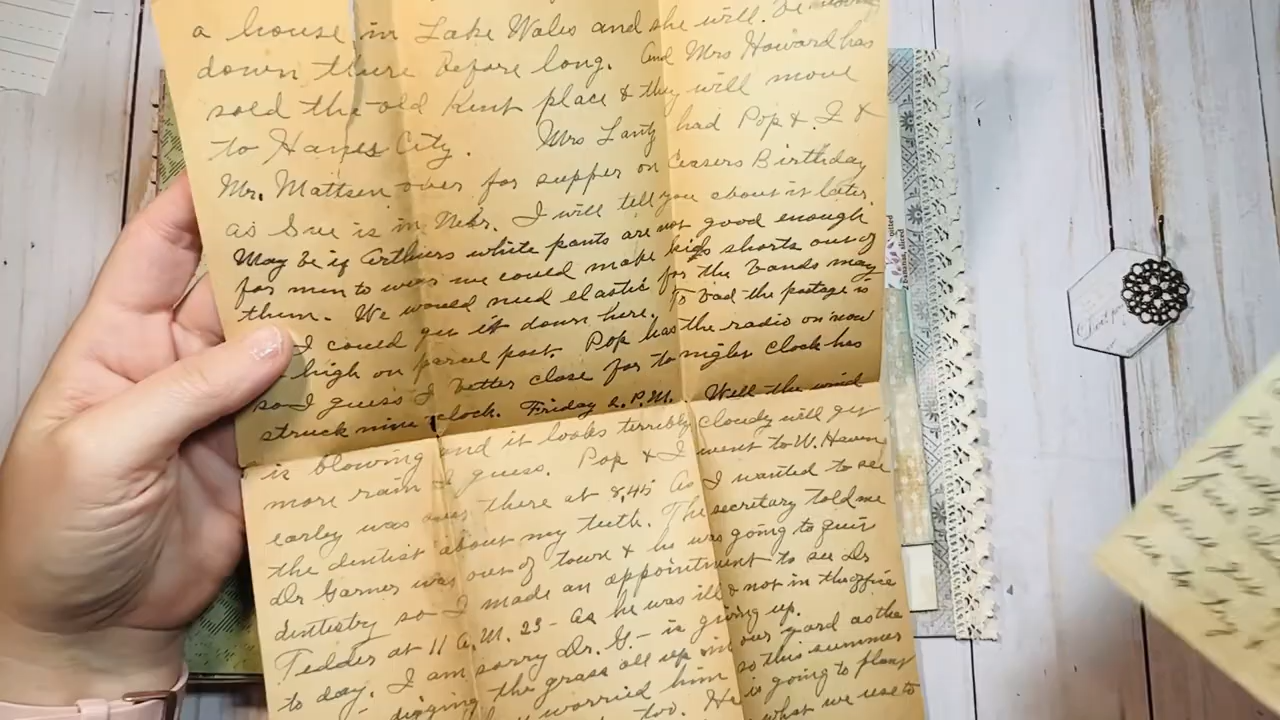 a house in Lake Wales and she will be moving
down there before long. And Mrs Howard has
sold the old Kent place & they will move
to Hanes City. Mrs Lantz had Pop & I &
Mr. Mattsen over for supper on Ceasers Birthday
as Sue is in Nebr. I will tell you about it later.
May be if Arthurs white pants are not good enough
for men to wear we could make kids shorts out of
them. We would need elastic for the bands may
I could get it down here. To bad the postage is
high on parcel post. Pop has the radio on now
so I guess I better close for to night Clock has
struck nine o'clock. Friday 2. P.M. Well the wind
is blowing and it looks terribly cloudy will get
more rain I guess. Pop & I went to W. Haven
earley was over there at 8,45 As I wanted to see
the dentist about my teeth. The secretary told me
Dr Garner was out of town & he was going to quit
dentistry so I made an appointment to see Dr
Tedder at 11 A.M. 23- As he was ill & not in the office
to day. I am sorry Dr. G- is giving up.
digging the grass all up in our yard as the
worried him so this summer
too. He is going to plant
what we use to